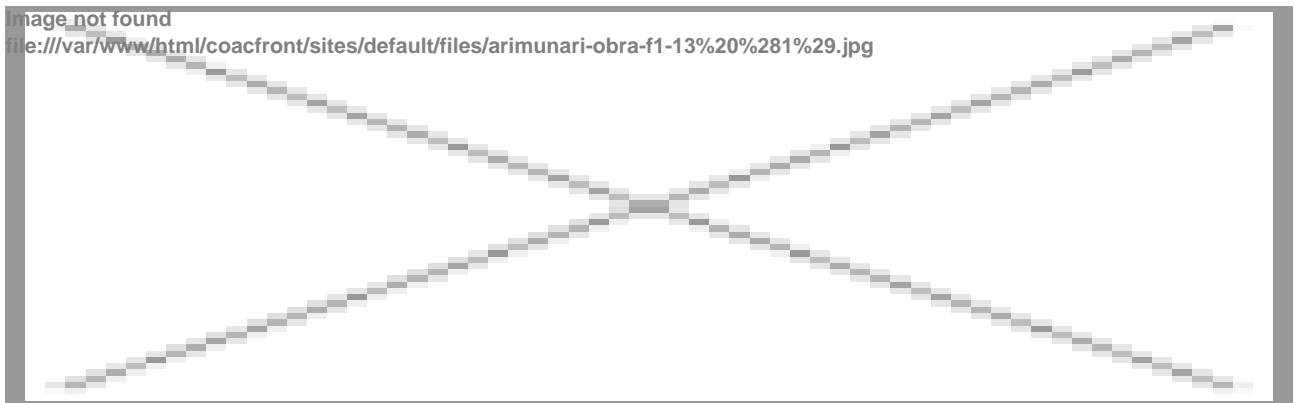 Image not found
file:///var/www/html/coacfront/sites/default/files/arimunari-obra-f1-13%20%281%29.jpg